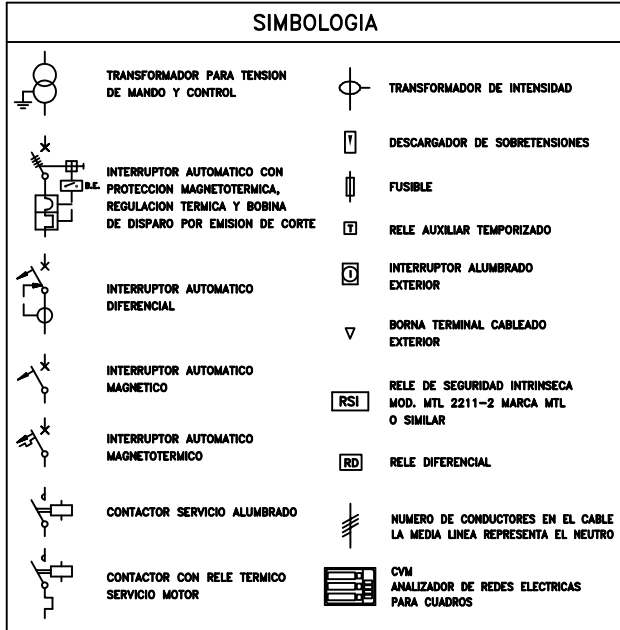 SIMBOLOGIA
TRANSFORMADOR PARA TENSION
DE MANDO Y CONTROL
B.E.
INTERRUPTOR AUTOMATICO CON
PROTECCION MAGNETOTERMICA,
REGULACION TERMICA Y BOBINA
DE DISPARO POR EMISION DE CORTE
INTERRUPTOR AUTOMATICO
DIFERENCIAL
INTERRUPTOR AUTOMATICO
MAGNETICO
INTERRUPTOR AUTOMATICO
MAGNETOTERMICO
CONTACTOR SERVICIO ALUMBRADO
CONTACTOR CON RELE TERMICO
SERVICIO MOTOR
TRANSFORMADOR DE INTENSIDAD
DESCARGADOR DE SOBRETENSIONES
FUSIBLE
T
RELE AUXILIAR TEMPORIZADO
INTERRUPTOR ALUMBRADO
EXTERIOR
BORNA TERMINAL CABLEADO
EXTERIOR
RSI
RELE DE SEGURIDAD INTRINSECA
MOD. MTL 2211-2 MARCA MTL
O SIMILAR
RD
RELE DIFERENCIAL
NUMERO DE CONDUCTORES EN EL CABLE
LA MEDIA LINEA REPRESENTA EL NEUTRO
CVM
ANALIZADOR DE REDES ELECTRICAS
PARA CUADROS